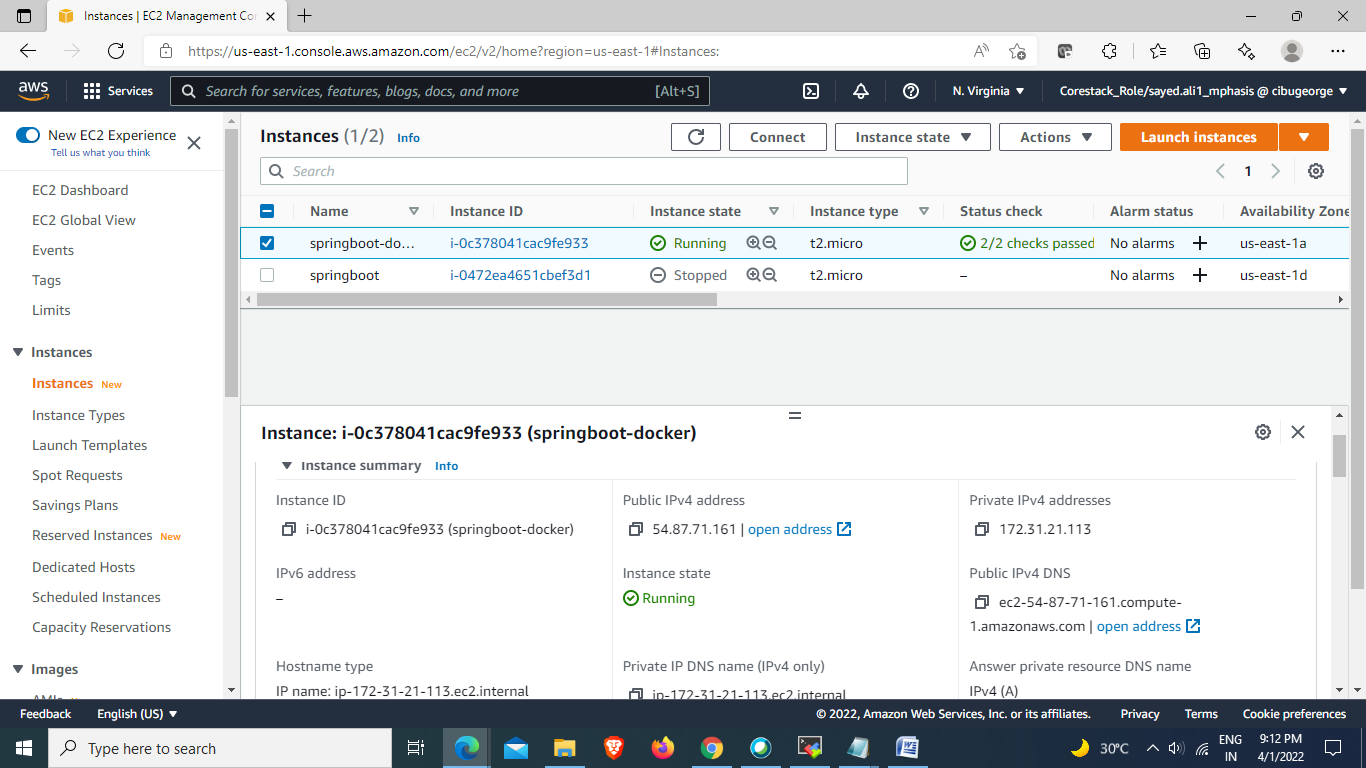 Instances | EC2 Management Con
https://us-east-1.console.aws.amazon.com/ec2/v2/home?region=us-east-1#Instances:
aws
Services
Search for services, features, blogs, docs, and more
[Alt+S]
N. Virginia
Corestack_Role/sayed.ali1_mphasis @ cibugeorge
New EC2 Experience
Tell us what you think
EC2 Dashboard
EC2 Global View
Events
Tags
Limits
Instances
Instances New
Instance Types
Launch Templates
Spot Requests
Savings Plans
Reserved Instances New
Dedicated Hosts
Scheduled Instances
Capacity Reservations
Images
Instances (1/2) Info
Connect
Instance state
Actions
Launch instances
Search
1
Name Instance ID Instance state Instance type Status check Alarm status Availability Zone
springboot-do... i-0c378041cac9fe933 Running t2.micro 2/2 checks passed No alarms + us-east-1a
springboot i-0472ea4651cbef3d1 Stopped t2.micro – No alarms + us-east-1d
Instance: i-0c378041cac9fe933 (springboot-docker)
Instance summary Info
Instance ID
i-0c378041cac9fe933 (springboot-docker)
Public IPv4 address
54.87.71.161 | open address
Private IPv4 addresses
172.31.21.113
IPv6 address
–
Instance state
Running
Public IPv4 DNS
ec2-54-87-71-161.compute-
1.amazonaws.com | open address
Hostname type
IP name: ip-172-31-21-113.ec2.internal
Private IP DNS name (IPv4 only)
ip-172-31-21-113.ec2.internal
Answer private resource DNS name
IPv4 (A)
Feedback
English (US)
© 2022, Amazon Web Services, Inc. or its affiliates.
Privacy
Terms
Cookie preferences
Type here to search
30°C
ENG
IN
9:12 PM
4/1/2022